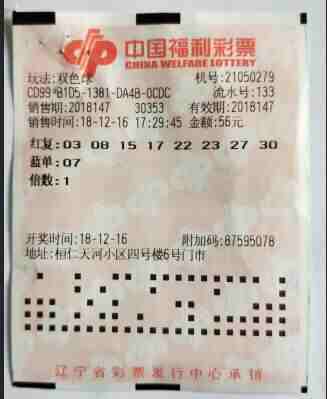 中国福利彩票
CHINA WELFARE LOTTERY
玩法:双色球 机号:21050279
CD99-B1D5-1381-DA4B-0CDC 流水号:133
销售期:2018147 30353 有效期:2018147
销售时间:18-12-16 17:29:45 金额:56元
红复:03 08 15 17 22 23 27 30
蓝单:07
倍数:1
开奖时间:18-12-16 附加码:87595078
地址:桓仁天河小区四号楼6号门市
辽宁省彩票发行中心承销